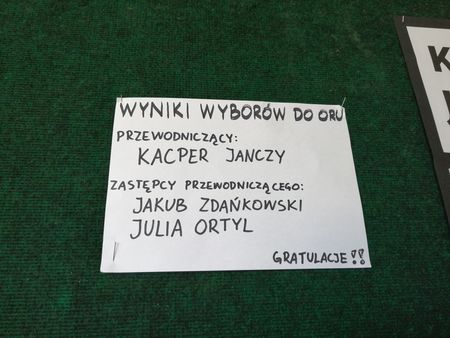 WYNIKI WYBORÓW DO ORU
PRZEWODNICZĄCY:
KACPER JANCZY
ZASTĘPCY PRZEWODNICZĄCEGO:
JAKUB ZDAŃKOWSKI
JULIA ORTYL
GRATULACJE!!
K